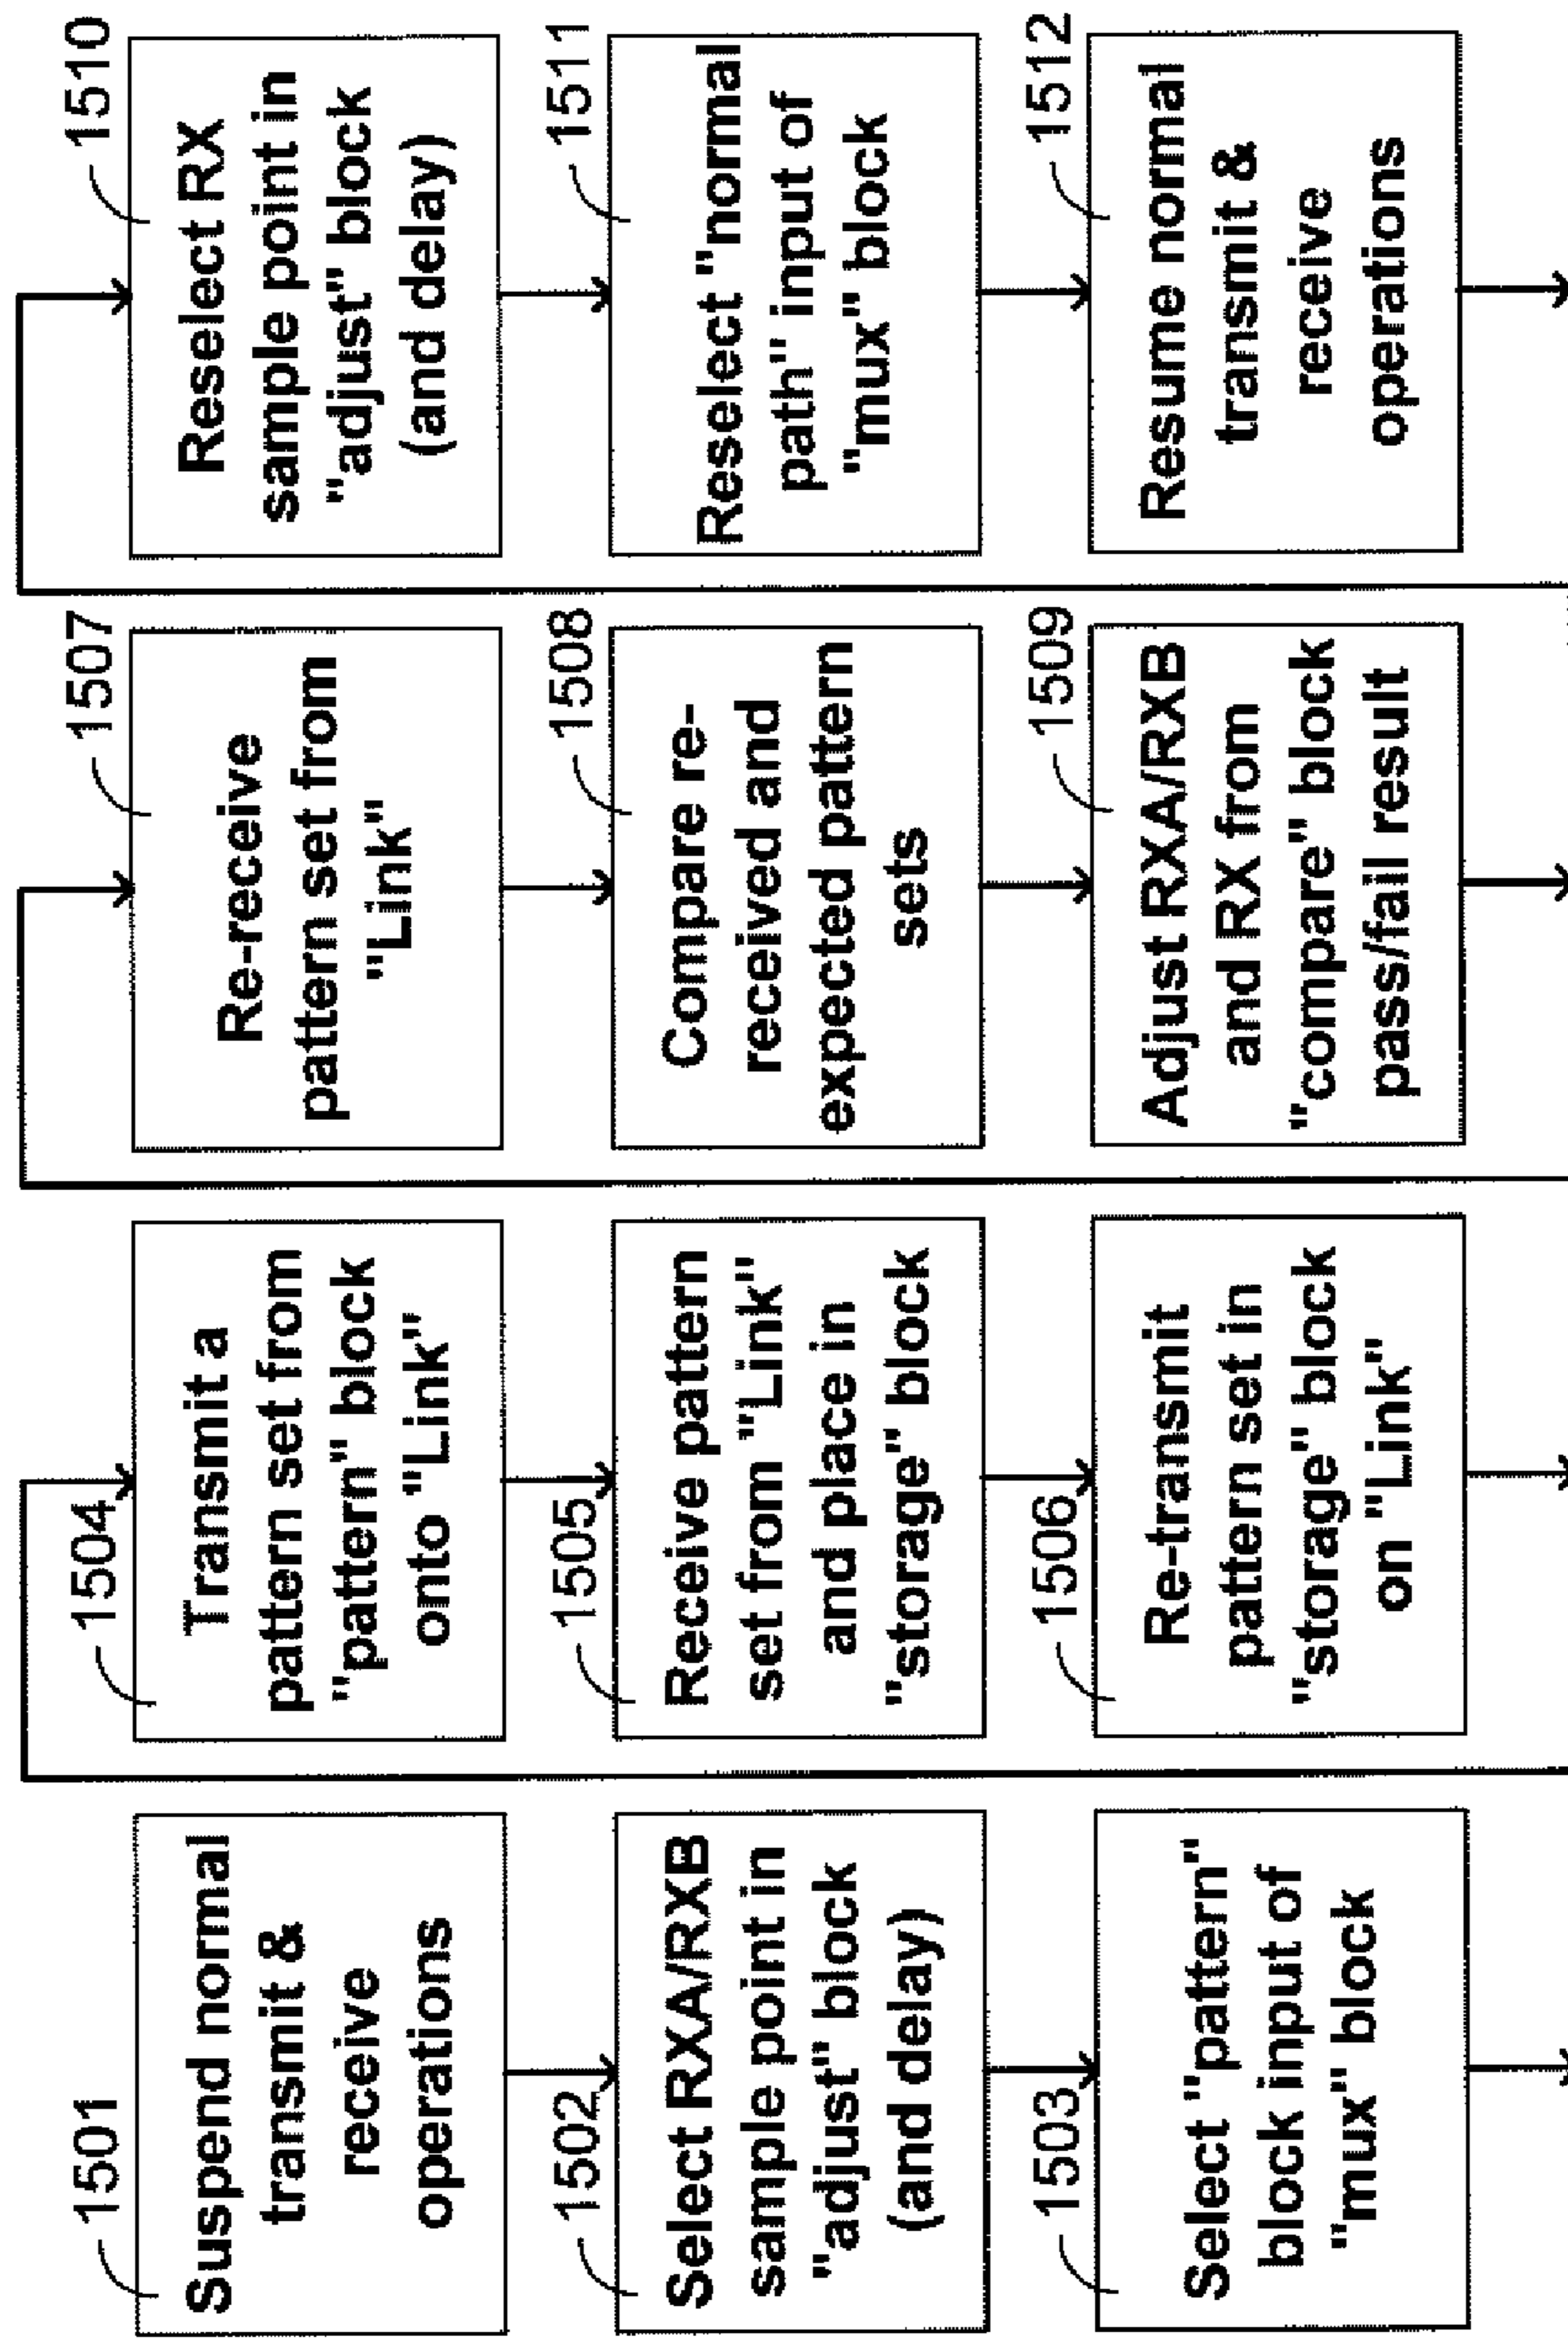 1501
Suspend normal
transmit &
receive
operations
1502
Select RXA/RXB
sample point in
"adjust" block
(and delay)
1503
Select "pattern"
block input of
"mux" block
1504
Transmit a
pattern set from
"pattern" block
onto "Link"
1505
Receive pattern
set from "Link"
and place in
"storage" block
1506
Re-transmit
pattern set in
"storage" block
on "Link"
1507
Re-receive
pattern set from
"Link"
1508
Compare re-
received and
expected pattern
sets
1509
Adjust RXA/RXB
and RX from
"compare" block
pass/fail result
1510
Reselect RX
sample point in
"adjust" block
(and delay)
1511
Reselect "normal
path" input of
"mux" block
1512
Resume normal
transmit &
receive
operations